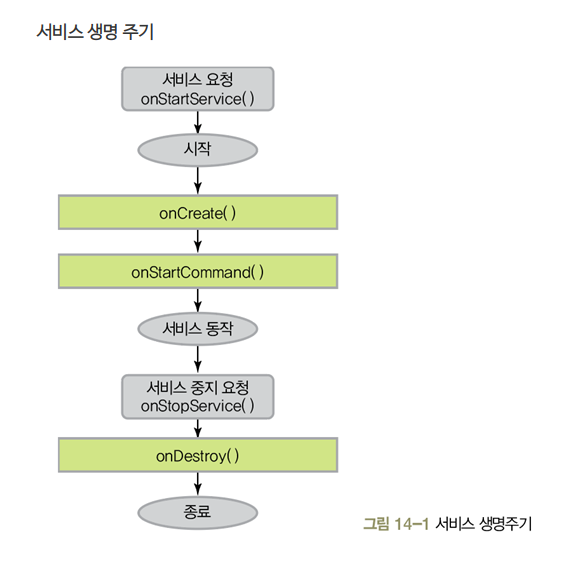 서비스 생명 주기
서비스 요청
onStartService( )
시작
onCreate( )
onStartCommand( )
서비스 동작
서비스 중지 요청
onStopService( )
onDestroy( )
종료
그림 14-1 서비스 생명주기